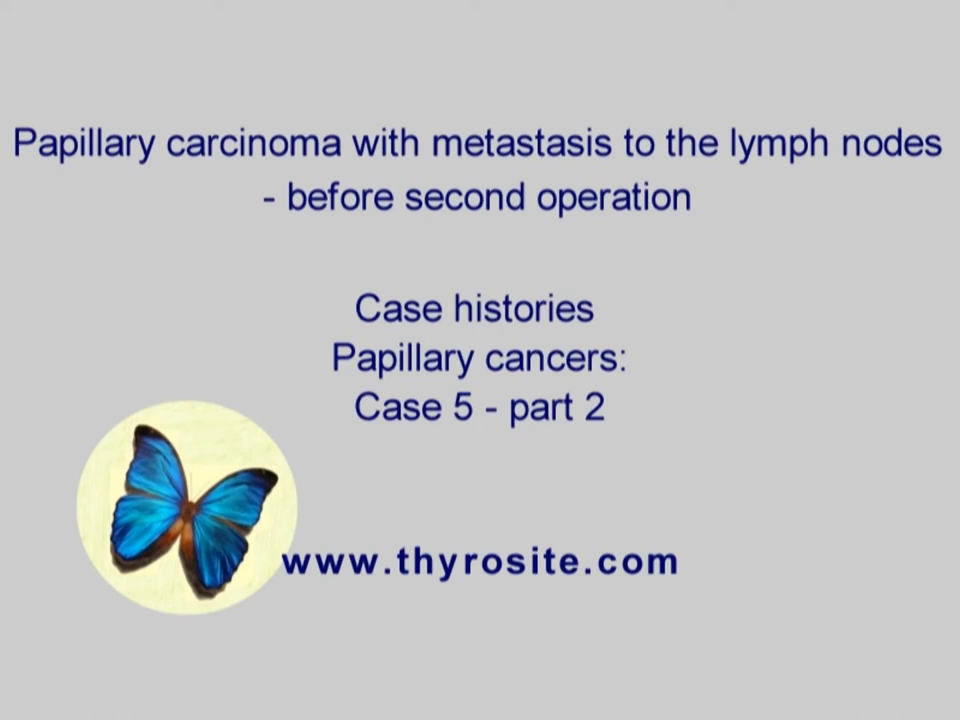 Papillary carcinoma with metastasis to the lymph nodes
- before second operation
Case histories
Papillary cancers:
Case 5 - part 2
www.thyrosite.com